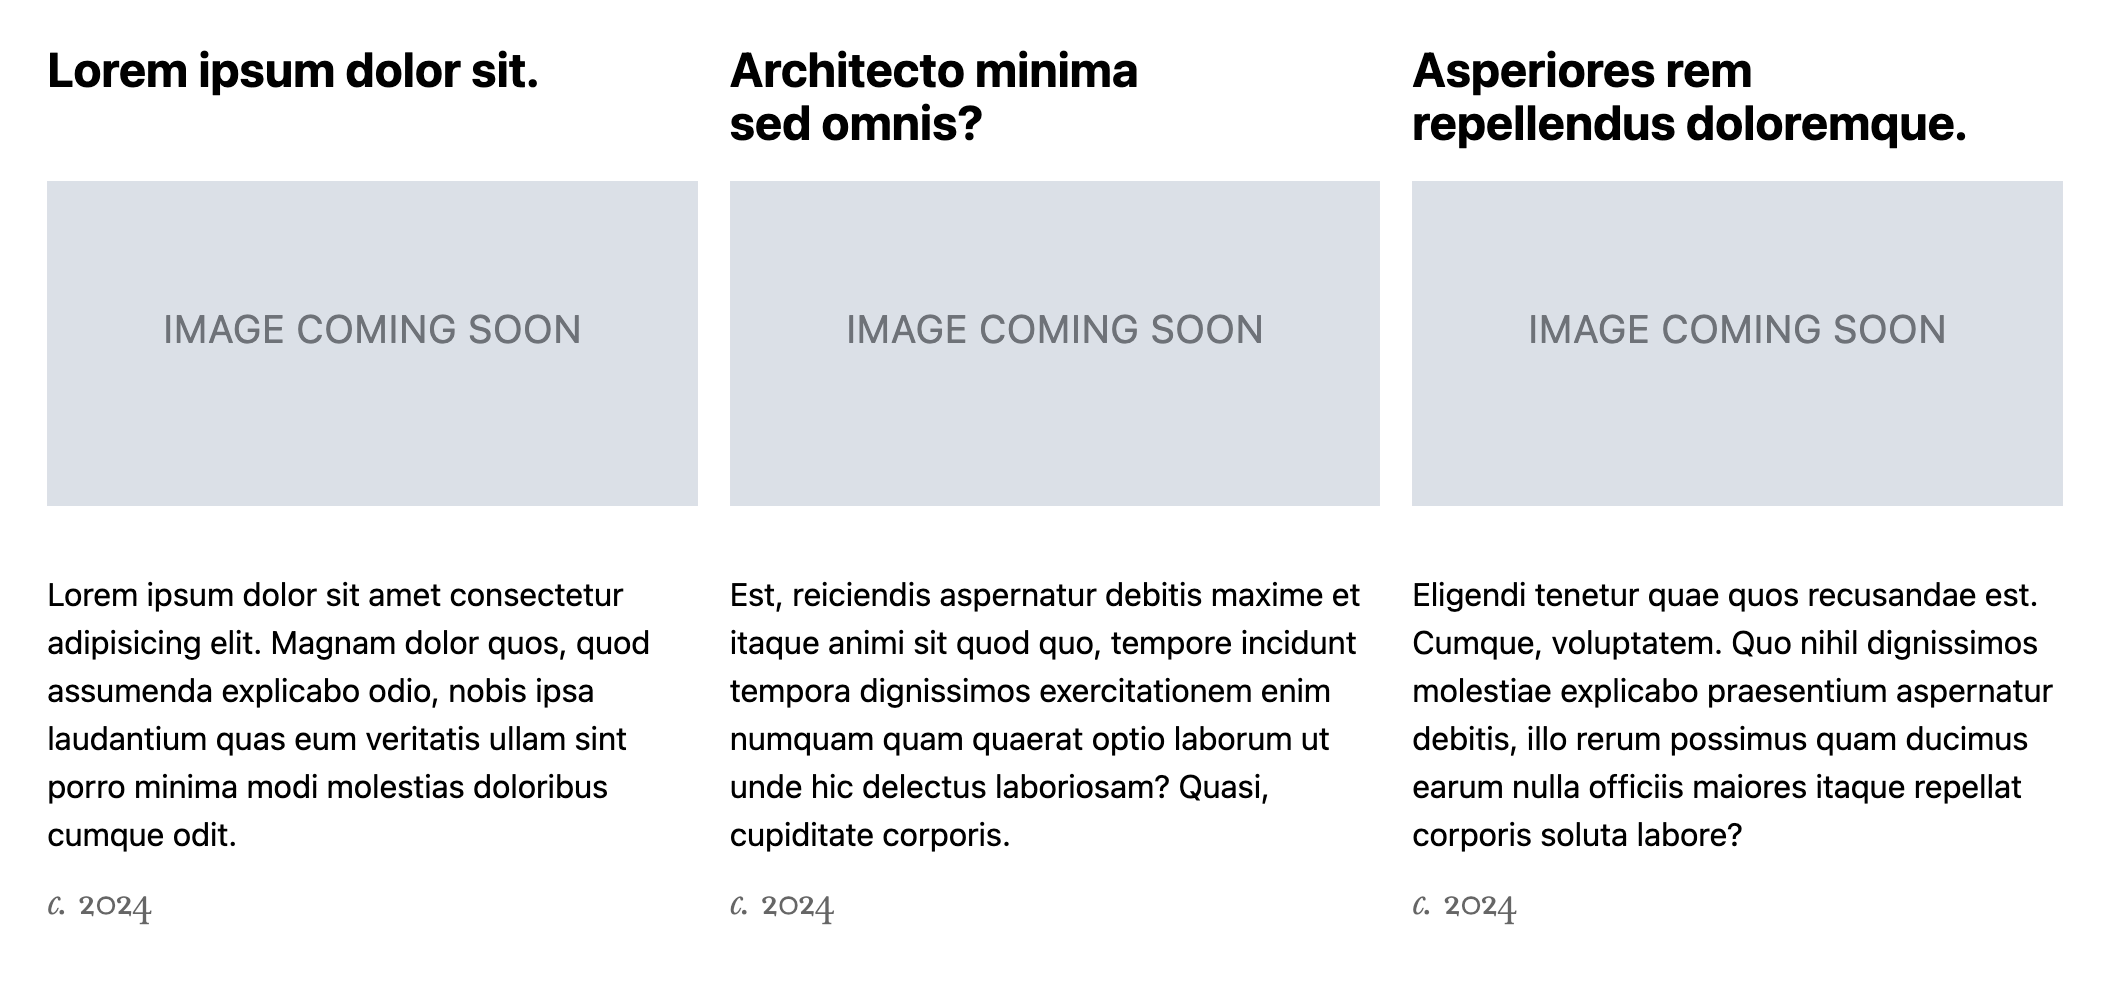 Lorem ipsum dolor sit.
IMAGE COMING SOON
Lorem ipsum dolor sit amet consectetur
adipisicing elit. Magnam dolor quos, quod
assumenda explicabo odio, nobis ipsa
laudantium quas eum veritatis ullam sint
porro minima modi molestias doloribus
cumque odit.
c. 2024
Architecto minima
sed omnis?
IMAGE COMING SOON
Est, reiciendis aspernatur debitis maxime et
itaque animi sit quod quo, tempore incidunt
tempora dignissimos exercitationem enim
numquam quam quaerat optio laborum ut
unde hic delectus laboriosam? Quasi,
cupiditate corporis.
c. 2024
Asperiores rem
repellendus doloremque.
IMAGE COMING SOON
Eligendi tenetur quae quos recusandae est.
Cumque, voluptatem. Quo nihil dignissimos
molestiae explicabo praesentium aspernatur
debitis, illo rerum possimus quam ducimus
earum nulla officiis maiores itaque repellat
corporis soluta labore?
c. 2024